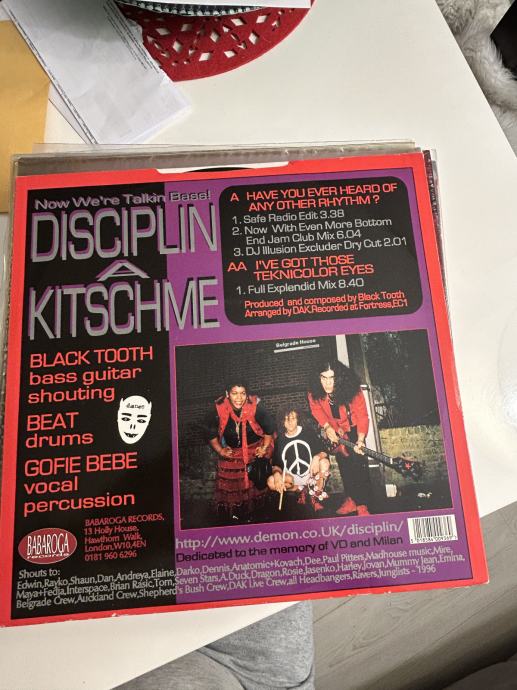 Now We're Talkin Bass!
DISCIPLIN
A
KITSCHME
BLACK TOOTH
bass guitar
shouting
BEAT
drums
GOFIE BEBE
vocal
percussion
A HAVE YOU EVER HEARD OF
ANY OTHER RHYTHM ?
1. Safe Radio Edit 3.38
2. Now With Even More Bottom
End Jam Club Mix 6.04
3. DJ Illusion Excluder Dry Cut 2.01
AA I'VE GOT THOSE
TEKNICOLOR EYES
1. Full Explendid Mix 8.40
Produced and composed by Black Tooth
Arranged by DAK.Recorded at Fortress,EC1
Belgrade House
BABAROGA
records
BABAROGA RECORDS,
13 Holly House,
Hawthorn Walk,
London,W10,4EN
0181 960 6296
http://www.demon.co.UK/disciplin/
Dedicated to the memory of VD and Milan
Shouts to:
Edwin,Rayko,Shaun,Dan,Andreya,Elaine,Darko,Dennis,Anatomic+Kovach,Dee,Paul Pitters,Madhouse music,Mire,
Maya+Fedja,Interspace,Brian Rasic,Tom,Seven Stars,A.Duck,Dragon,Rosie,Jasenko,Harley,Jovan,Mummy Jean,Emina,
Belgrade Crew,Auckland Crew,Shepherd's Bush Crew,DAK Live Crew,all Headbangers,Ravers,Junglists - 1996